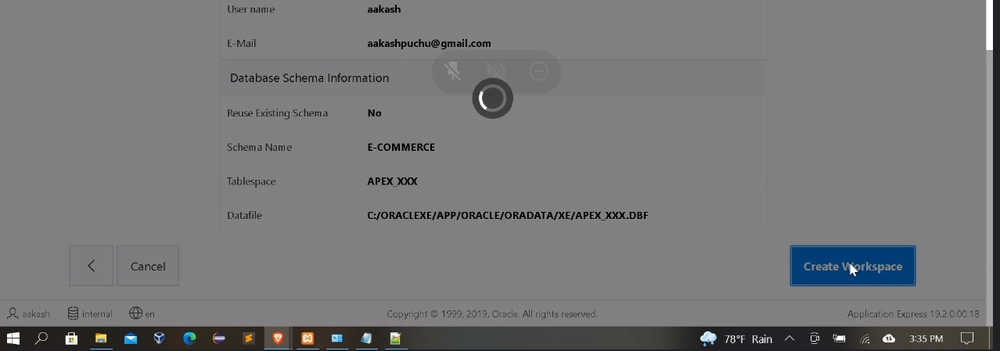 User name aakash
E-Mail aakashpuchu@gmail.com
Database Schema Information
Reuse Existing Schema No
Schema Name E-COMMERCE
Tablespace APEX_XXX
Datafile C:/ORACLEXE/APP/ORACLE/ORADATA/XE/APEX_XXX.DBF
Cancel Create Workspace
aakash internal en Copyright © 1999, 2019, Oracle. All rights reserved. Application Express 19.2.0.00.18
78°F Rain 3:35 PM